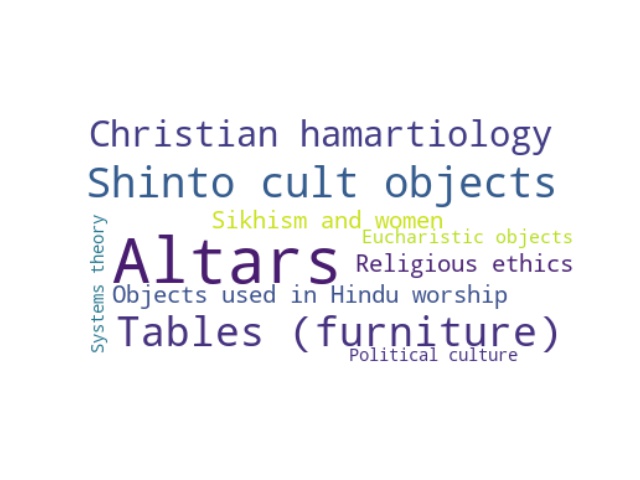 Christian hamartiology
Shinto cult objects
Sikhism and women
Eucharistic objects
Systems theory
Altars
Religious ethics
Objects used in Hindu worship
Tables (furniture)
Political culture